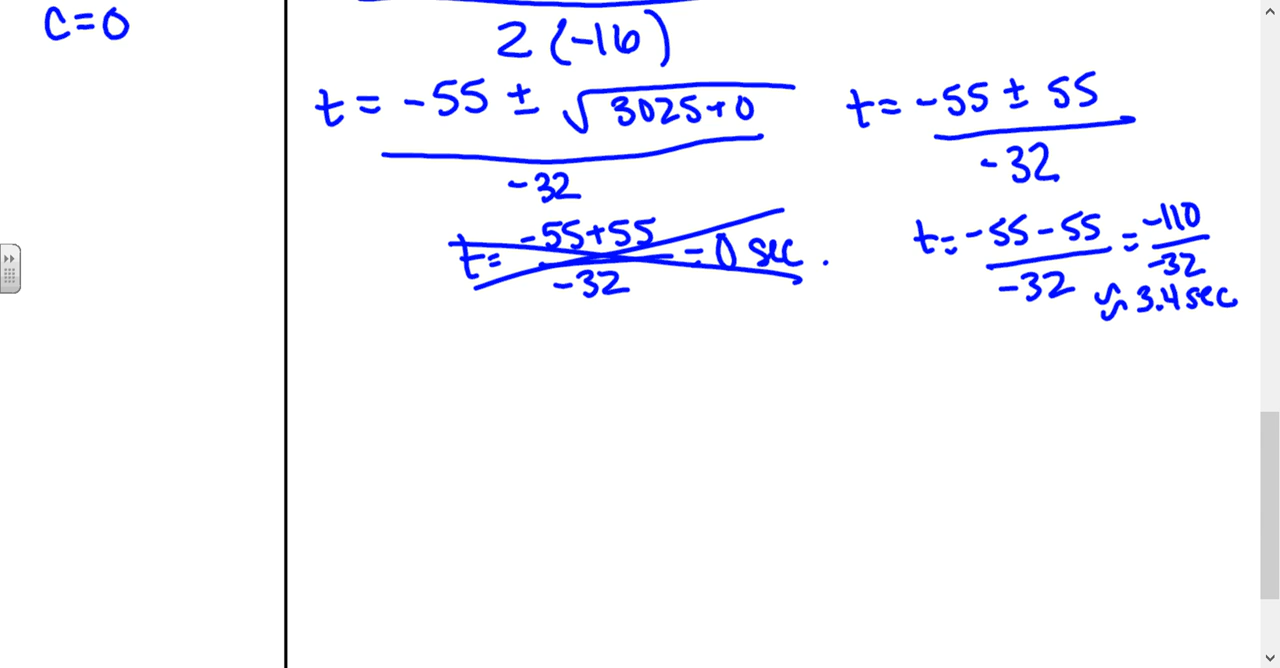 c=0
2(-16)
t = -55 ± √3025+0
-32
t = -55 ± 55
-32
t= -55+55 = 0 sec.
-32
t= -55-55 = -110
-32 -32
≈ 3.4 sec